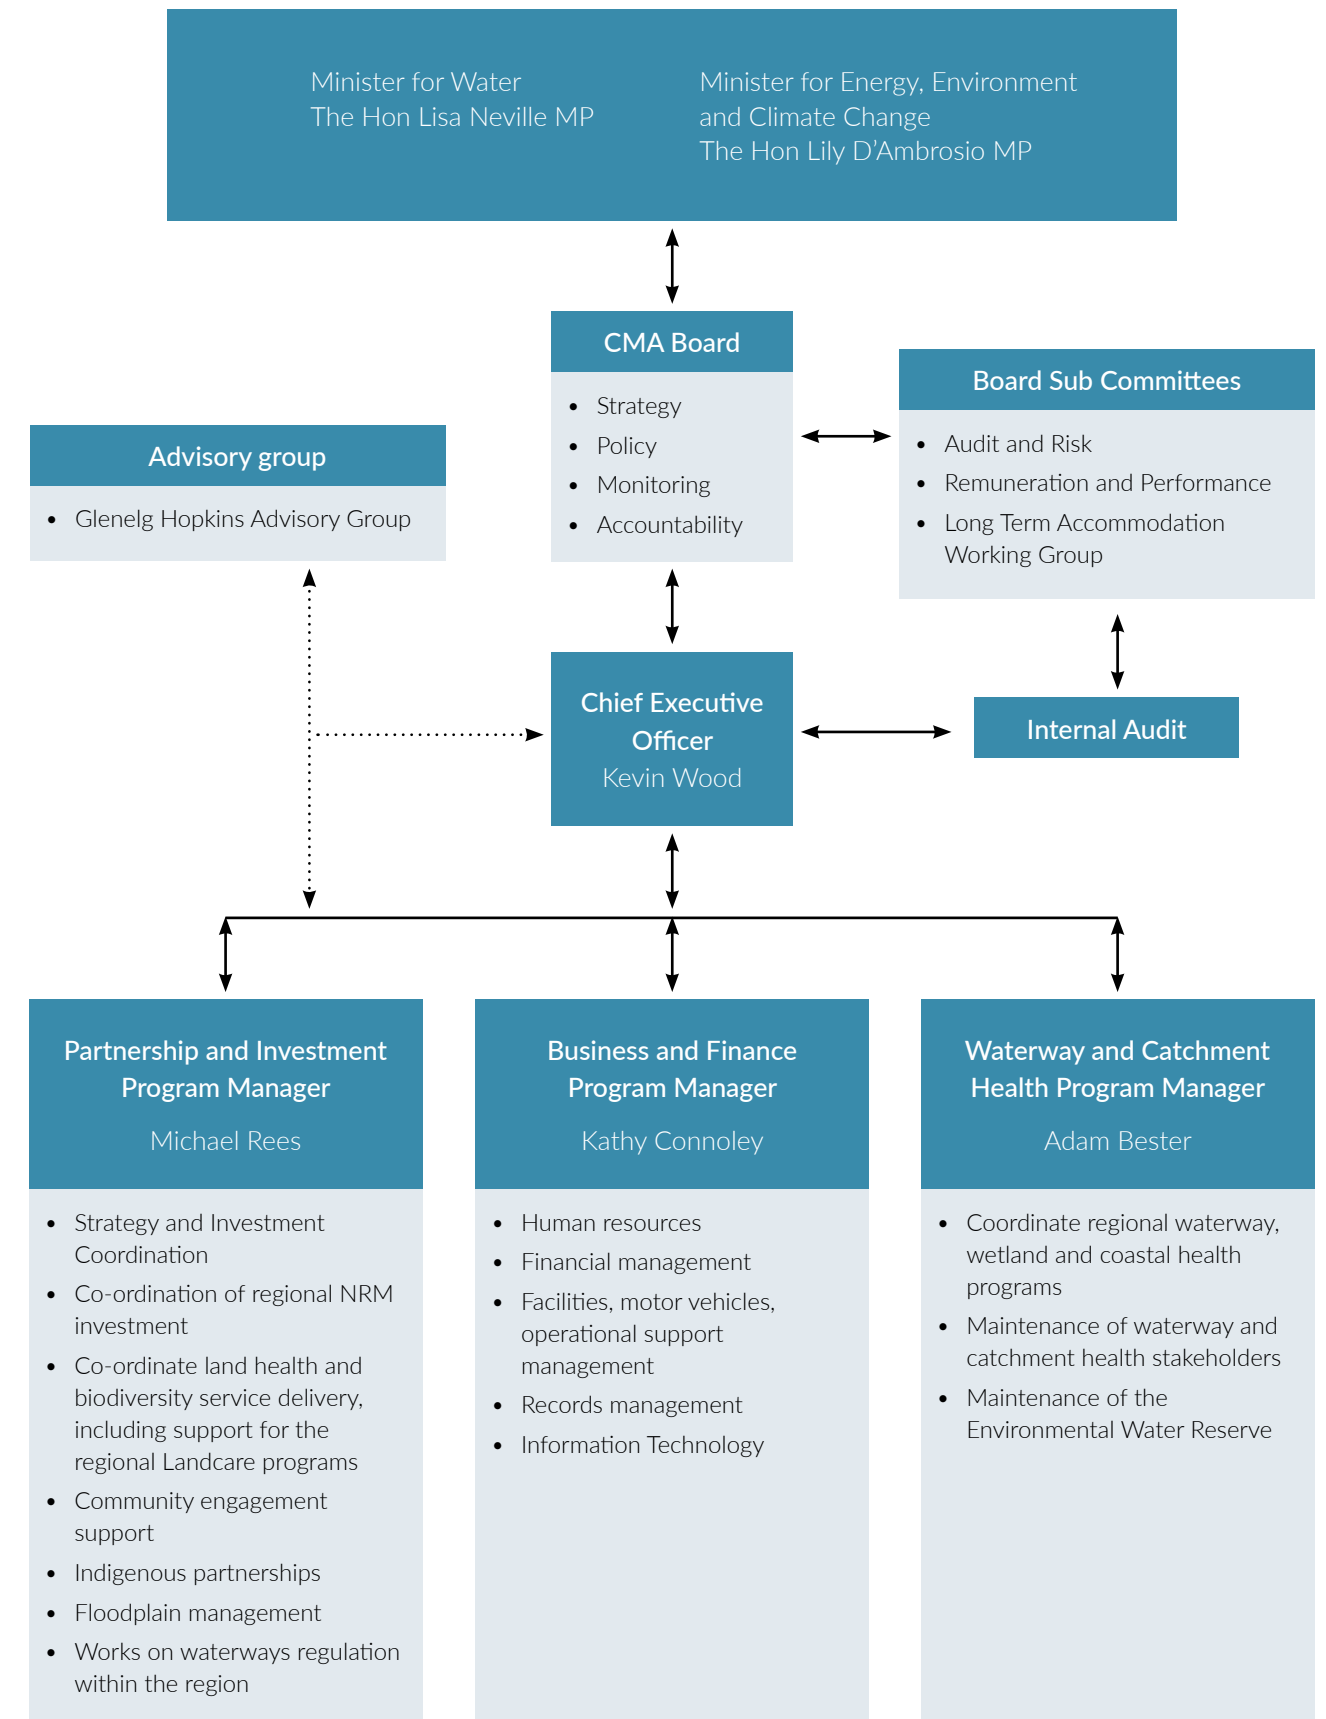 Minister for Water
The Hon Lisa Neville MP
Minister for Energy, Environment
and Climate Change
The Hon Lily D’Ambrosio MP
CMA Board
• Strategy
• Policy
• Monitoring
• Accountability
Board Sub Committees
• Audit and Risk
• Remuneration and Performance
• Long Term Accommodation
Working Group
Advisory group
• Glenelg Hopkins Advisory Group
Chief Executive
Officer
Kevin Wood
Internal Audit
Partnership and Investment
Program Manager
Michael Rees
• Strategy and Investment
Coordination
• Co-ordination of regional NRM
investment
• Co-ordinate land health and
biodiversity service delivery,
including support for the
regional Landcare programs
• Community engagement
support
• Indigenous partnerships
• Floodplain management
• Works on waterways regulation
within the region
Business and Finance
Program Manager
Kathy Connoley
• Human resources
• Financial management
• Facilities, motor vehicles,
operational support
management
• Records management
• Information Technology
Waterway and Catchment
Health Program Manager
Adam Bester
• Coordinate regional waterway,
wetland and coastal health
programs
• Maintenance of waterway and
catchment health stakeholders
• Maintenance of the
Environmental Water Reserve